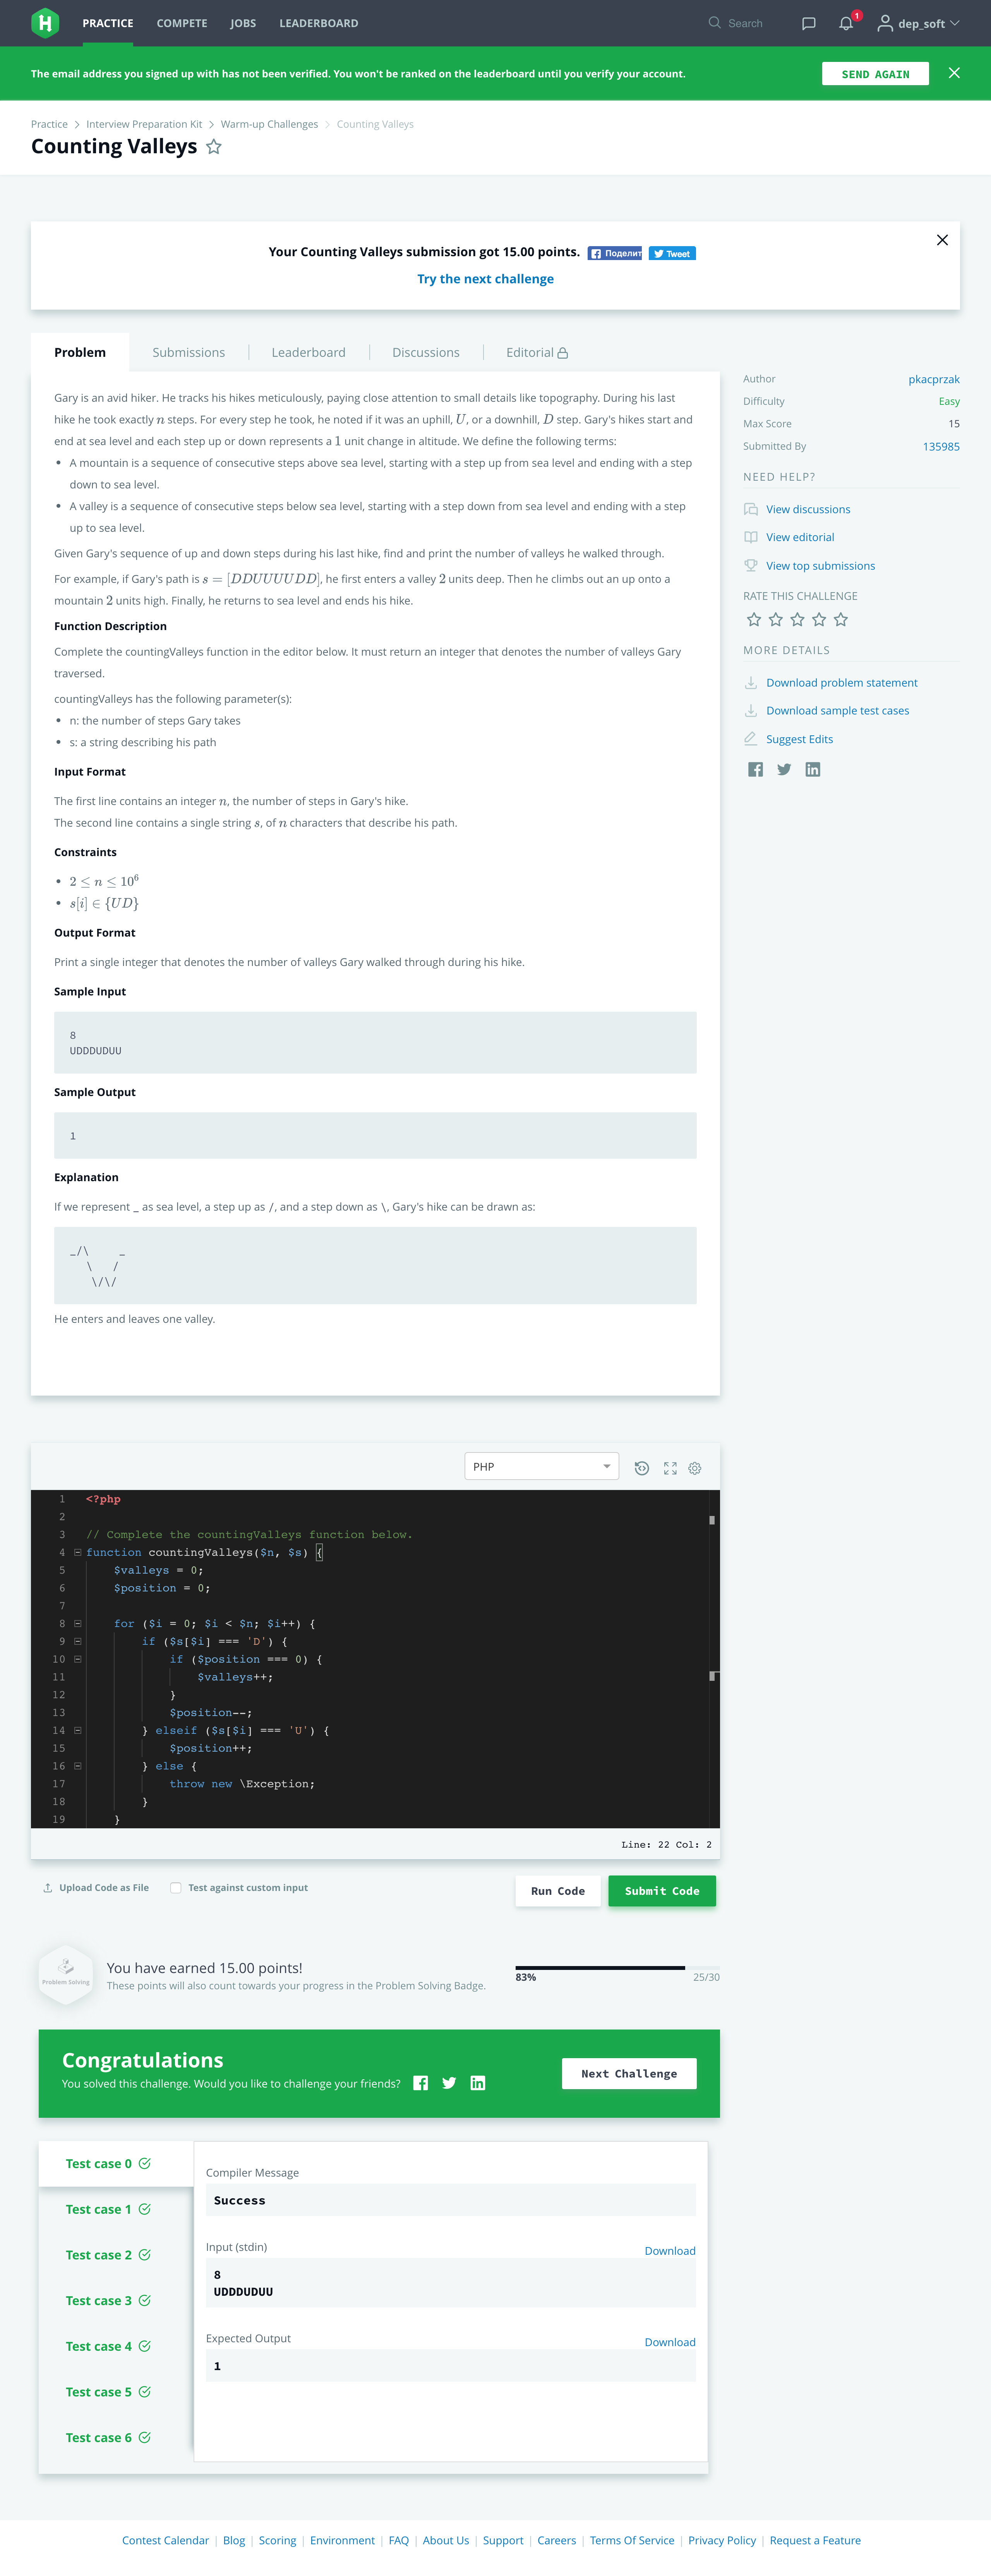 H PRACTICE COMPETE JOBS LEADERBOARD Search 1 dep_soft
The email address you signed up with has not been verified. You won't be ranked on the leaderboard until you verify your account. SEND AGAIN
Practice > Interview Preparation Kit > Warm-up Challenges > Counting Valleys
Counting Valleys
Your Counting Valleys submission got 15.00 points. Поделит Tweet
Try the next challenge
Problem Submissions Leaderboard Discussions Editorial
Gary is an avid hiker. He tracks his hikes meticulously, paying close attention to small details like topography. During his last
hike he took exactly n steps. For every step he took, he noted if it was an uphill, U, or a downhill, D step. Gary's hikes start and
end at sea level and each step up or down represents a 1 unit change in altitude. We define the following terms:
• A mountain is a sequence of consecutive steps above sea level, starting with a step up from sea level and ending with a step
down to sea level.
• A valley is a sequence of consecutive steps below sea level, starting with a step down from sea level and ending with a step
up to sea level.
Given Gary's sequence of up and down steps during his last hike, find and print the number of valleys he walked through.
For example, if Gary's path is s = [DDUUUUDD], he first enters a valley 2 units deep. Then he climbs out an up onto a
mountain 2 units high. Finally, he returns to sea level and ends his hike.
Function Description
Complete the countingValleys function in the editor below. It must return an integer that denotes the number of valleys Gary
traversed.
countingValleys has the following parameter(s):
• n: the number of steps Gary takes
• s: a string describing his path
Input Format
The first line contains an integer n, the number of steps in Gary's hike.
The second line contains a single string s, of n characters that describe his path.
Constraints
• 2 ≤ n ≤ 10⁶
• s[i] ∈ {UD}
Output Format
Print a single integer that denotes the number of valleys Gary walked through during his hike.
Sample Input
8
UDDDUDUU
Sample Output
1
Explanation
If we represent _ as sea level, a step up as /, and a step down as \, Gary's hike can be drawn as:
_/\      _
   \    /
    \/\/
He enters and leaves one valley.
Author pkacprzak
Difficulty Easy
Max Score 15
Submitted By 135985
NEED HELP?
View discussions
View editorial
View top submissions
RATE THIS CHALLENGE
MORE DETAILS
Download problem statement
Download sample test cases
Suggest Edits
PHP
1 <?php
2
3 // Complete the countingValleys function below.
4 function countingValleys($n, $s) {
5     $valleys = 0;
6     $position = 0;
7
8     for ($i = 0; $i < $n; $i++) {
9         if ($s[$i] === 'D') {
10             if ($position === 0) {
11                 $valleys++;
12             }
13             $position--;
14         } elseif ($s[$i] === 'U') {
15             $position++;
16         } else {
17             throw new \Exception;
18         }
19     }
Line: 22 Col: 2
Upload Code as File Test against custom input Run Code Submit Code
Problem Solving
You have earned 15.00 points!
These points will also count towards your progress in the Problem Solving Badge.
83% 25/30
Congratulations
You solved this challenge. Would you like to challenge your friends?
Next Challenge
Test case 0
Test case 1
Test case 2
Test case 3
Test case 4
Test case 5
Test case 6
Compiler Message
Success
Input (stdin) Download
8
UDDDUDUU
Expected Output Download
1
Contest Calendar | Blog | Scoring | Environment | FAQ | About Us | Support | Careers | Terms Of Service | Privacy Policy | Request a Feature